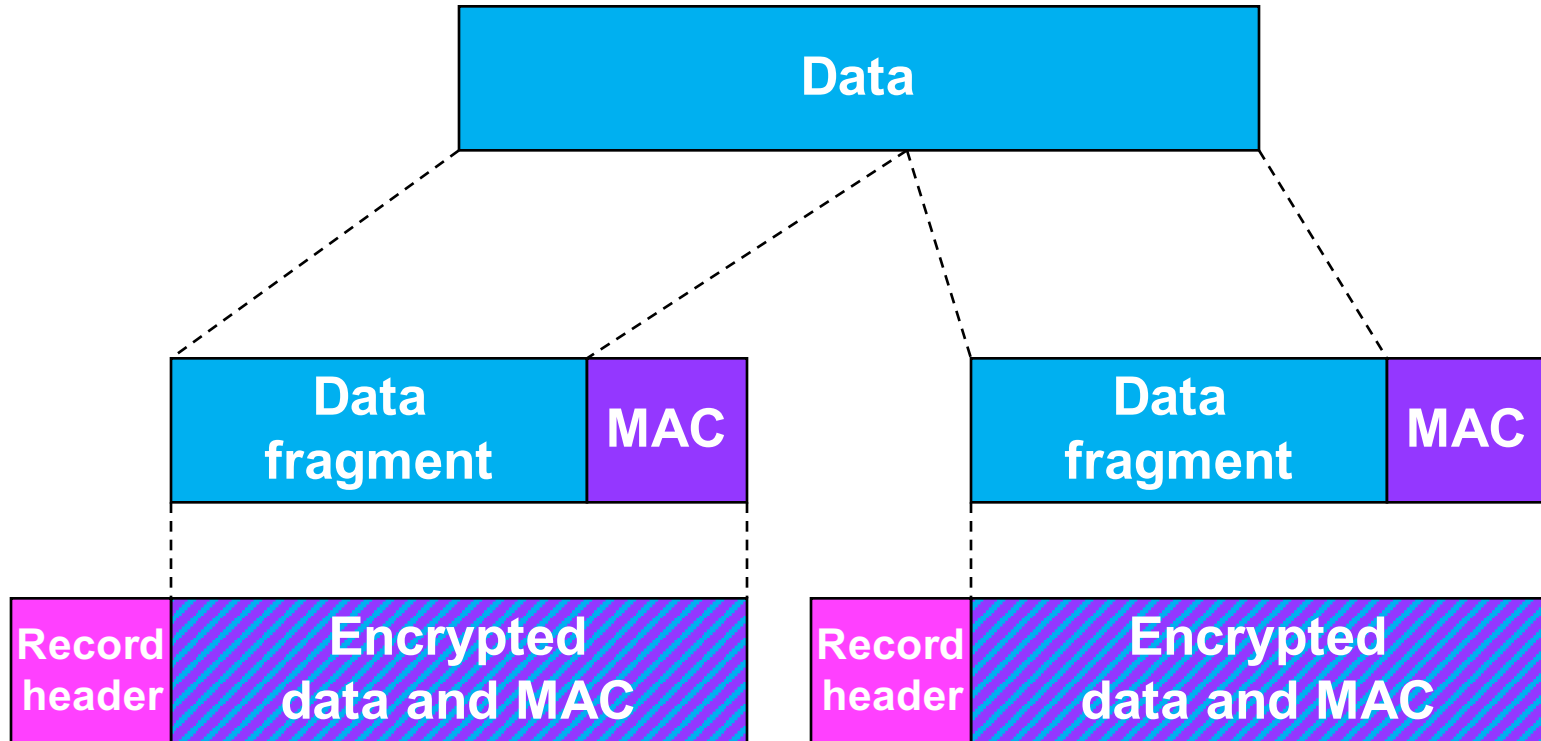 Data
Data
fragment
MAC
Data
fragment
MAC
Record
header
Encrypted
data and MAC
Record
header
Encrypted
data and MAC